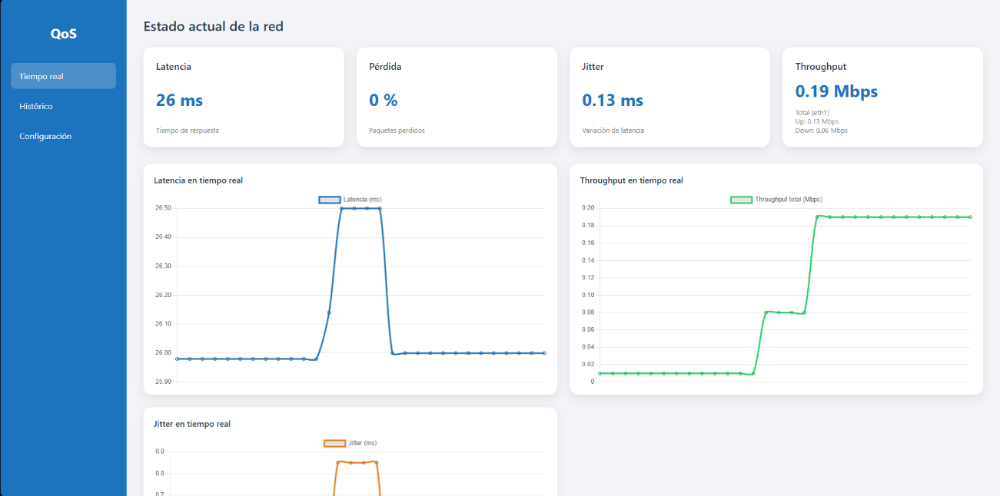 QoS
Tiempo real
Histórico
Configuración
Estado actual de la red
Latencia
26 ms
Tiempo de respuesta
Pérdida
0 %
Paquetes perdidos
Jitter
0.13 ms
Variación de latencia
Throughput
0.19 Mbps
Total (eth1)
Up: 0.13 Mbps
Down: 0.06 Mbps
Latencia en tiempo real
Latencia (ms)
26.50
26.40
26.30
26.20
26.10
26.00
25.90
Throughput en tiempo real
Throughput total (Mbps)
0.20
0.18
0.16
0.14
0.12
0.10
0.08
0.06
0.04
0.02
0
Jitter en tiempo real
Jitter (ms)
0.9
0.8
0.7